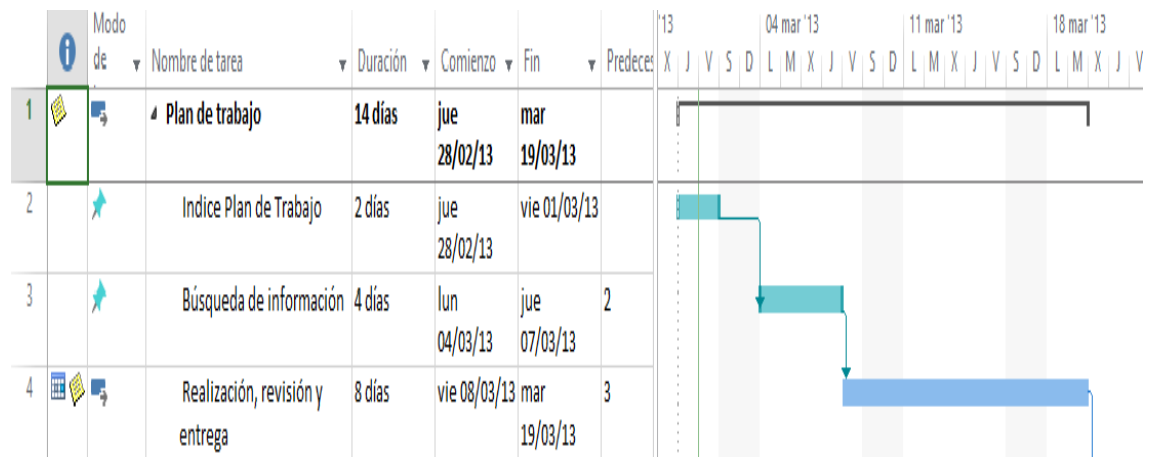 '13 04 mar '13 11 mar '13 18 mar '13
Modo de Nombre de tarea Duración Comienzo Fin Predeces X J V S D L M X J V S D L M X J V S D L M X J V
1 Plan de trabajo 14 días jue 28/02/13 mar 19/03/13
2 Indice Plan de Trabajo 2 días jue 28/02/13 vie 01/03/13
3 Búsqueda de información 4 días lun 04/03/13 jue 07/03/13 2
4 Realización, revisión y entrega 8 días vie 08/03/13 mar 19/03/13 3